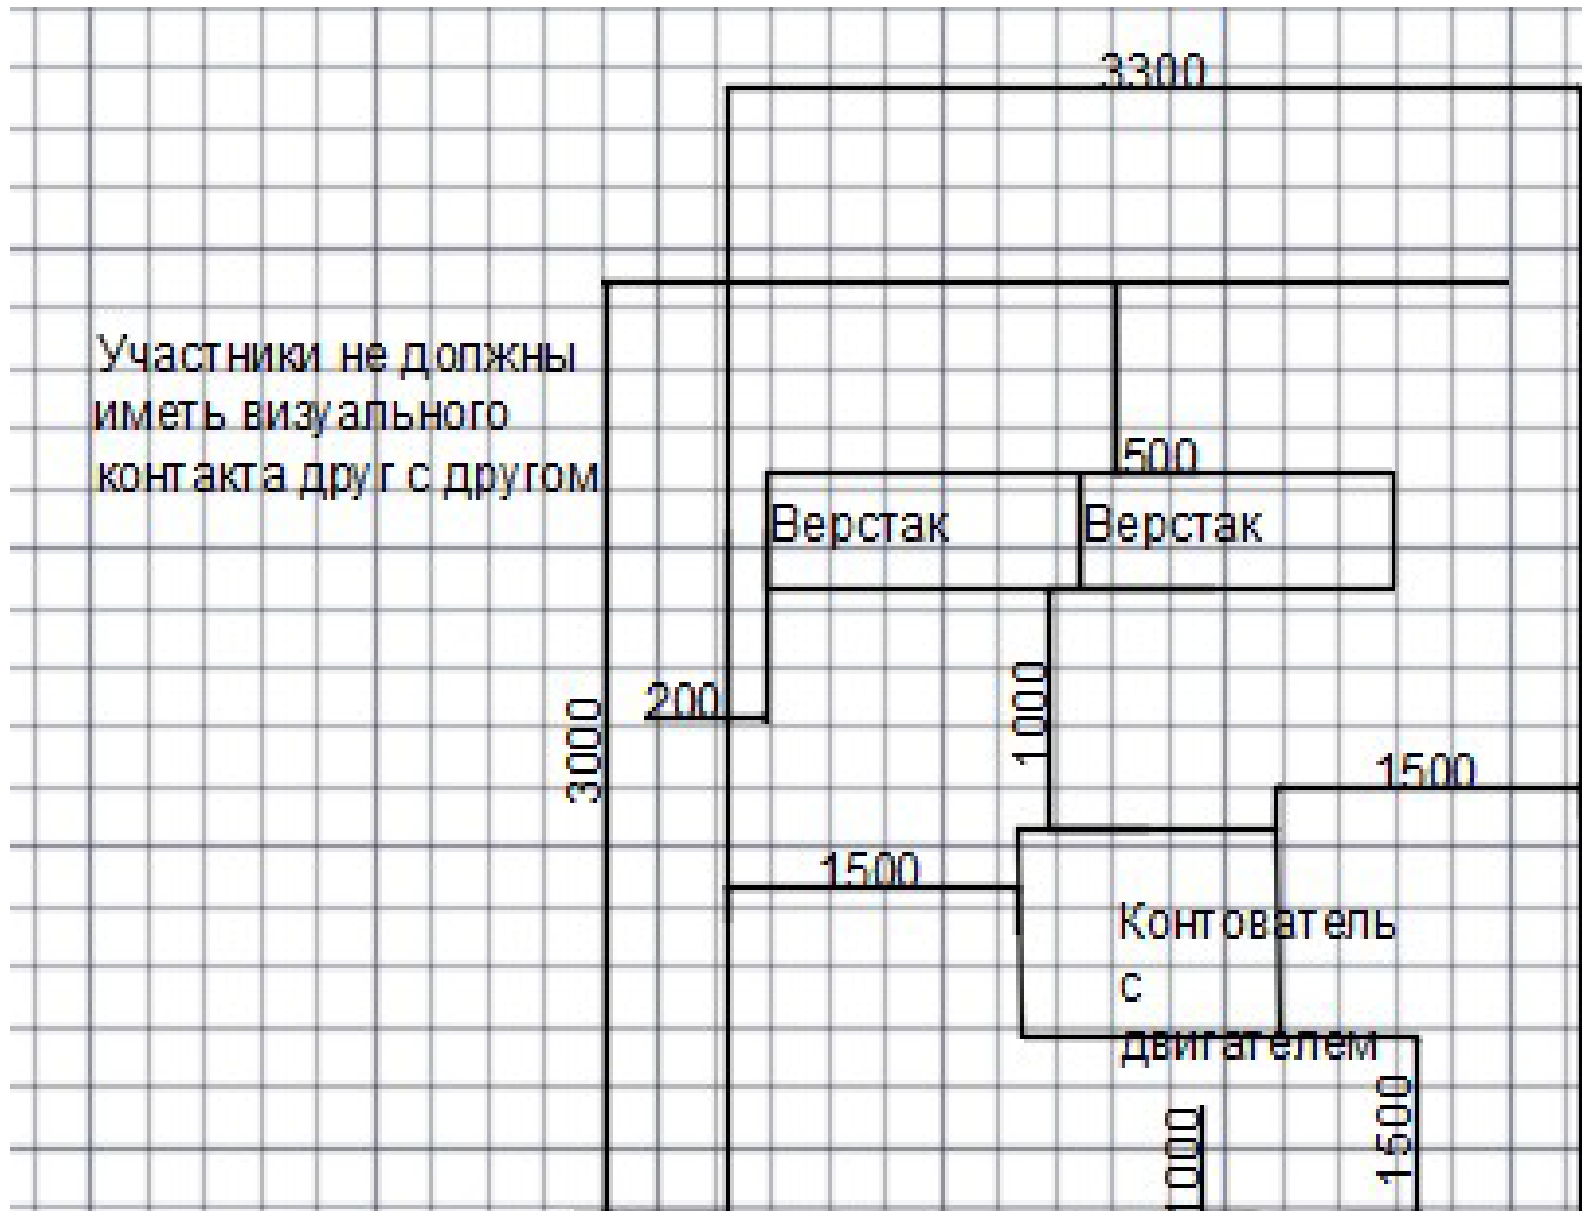 3300
Участники не должны
иметь визуального
контакта друг с другом
500
Верстак Верстак
200
1000
3000
1500
1500
Контователь
с
двигателем
1500
1000